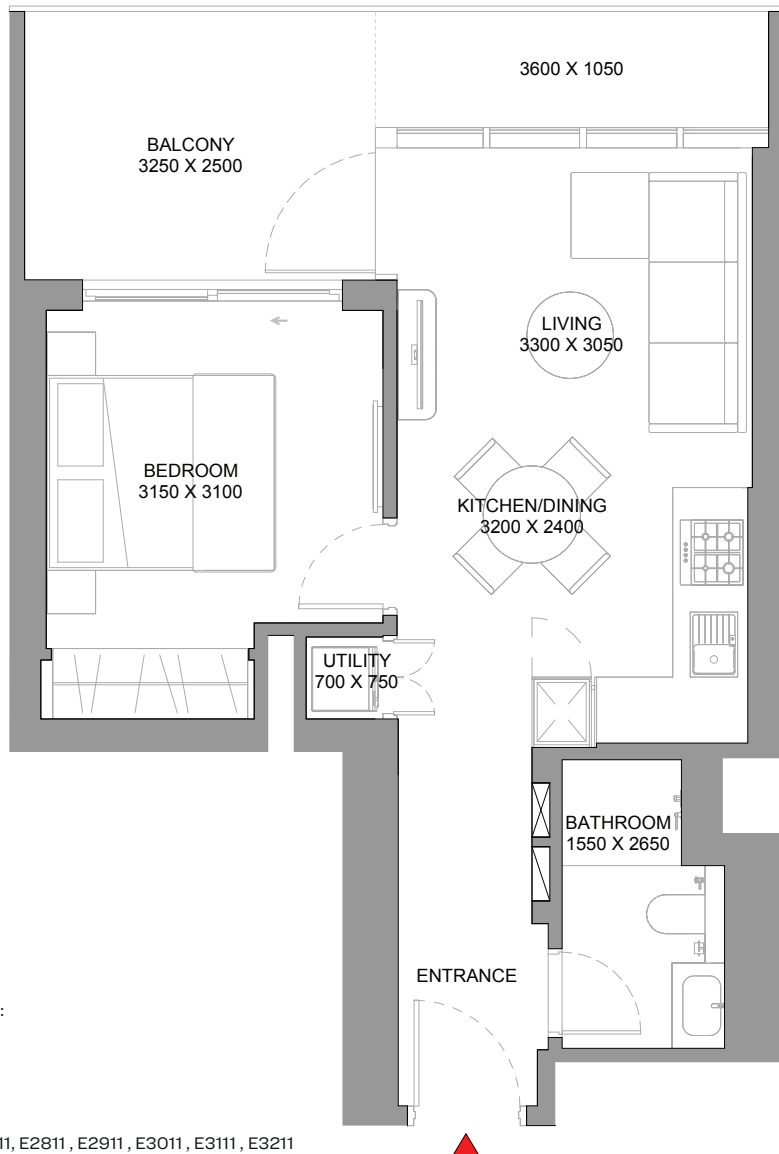 3600 X 1050
BALCONY
3250 X 2500
LIVING
3300 X 3050
BEDROOM
3150 X 3100
KITCHEN/DINING
3200 X 2400
UTILITY
700 X 750
BATHROOM
1550 X 2650
ENTRANCE
:
11, E2811 , E2911 , E3011 , E3111 , E3211